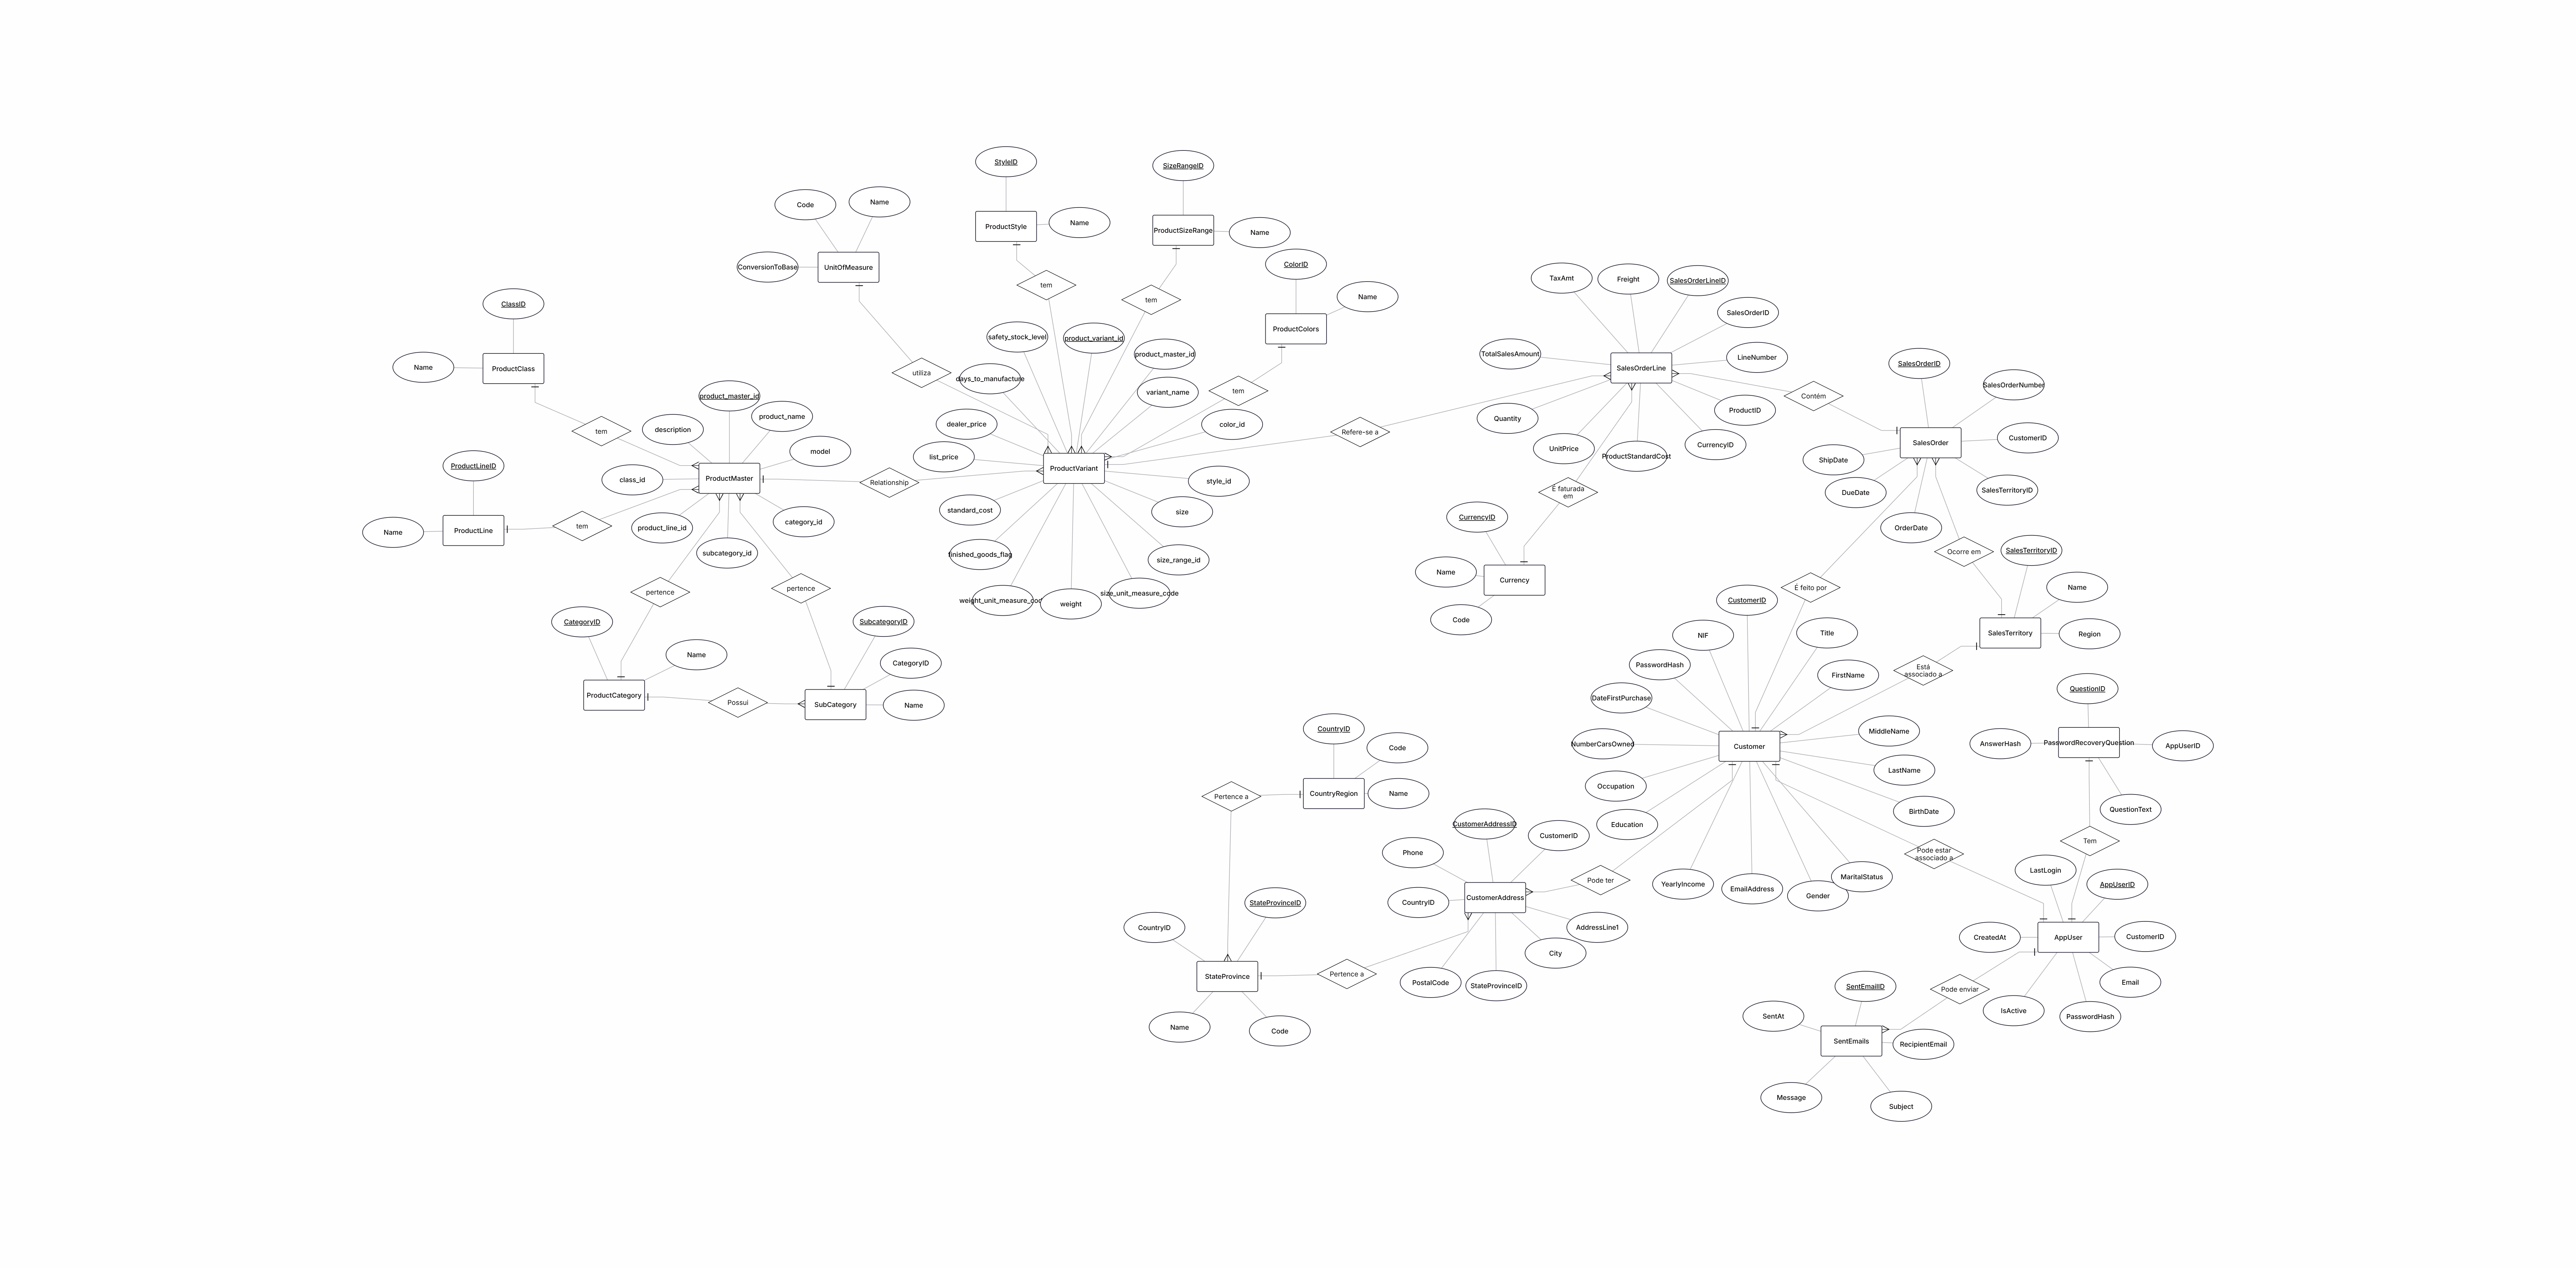 StyleID
SizeRangeID
Code
Name
ProductStyle
Name
ProductSizeRange
Name
ConversionToBase
UnitOfMeasure
ColorID
tem
tem
Name
ProductColors
ClassID
safety_stock_level
product_variant_id
product_master_id
ProductClass
Name
utiliza
days_to_manufacture
variant_name
tem
product_master_id
product_name
description
tem
dealer_price
color_id
model
list_price
ProductLineID
class_id
ProductMaster
Relationship
ProductVariant
style_id
Refere-se a
product_line_id
category_id
standard_cost
size
Name
ProductLine
tem
subcategory_id
finished_goods_flag
size_range_id
pertence
pertence
weight_unit_measure_cod
weight
size_unit_measure_code
CategoryID
SubcategoryID
Name
CategoryID
ProductCategory
Possui
SubCategory
Name
TaxAmt
Freight
SalesOrderLineID
SalesOrderID
TotalSalesAmount
SalesOrderLine
LineNumber
SalesOrderID
Contém
SalesOrderNumber
Quantity
ProductID
UnitPrice
ProductStandardCost
CurrencyID
SalesOrder
CustomerID
ShipDate
DueDate
SalesTerritoryID
É faturada
em
OrderDate
CurrencyID
Ocorre em
SalesTerritoryID
Name
Currency
Code
É feito por
Name
CustomerID
NIF
Title
SalesTerritory
Region
PasswordHash
FirstName
Está
associado a
DateFirstPurchase
QuestionID
NumberCarsOwned
Customer
MiddleName
AnswerHash
PasswordRecoveryQuestion
AppUserID
Occupation
LastName
Education
BirthDate
QuestionText
CountryID
Code
Pertence a
CountryRegion
Name
CustomerAddressID
CustomerID
Phone
Pode ter
YearlyIncome
EmailAddress
Gender
MaritalStatus
Pode estar
associado a
Tem
LastLogin
AppUserID
CountryID
CustomerAddress
AddressLine1
StateProvinceID
CountryID
City
CreatedAt
AppUser
CustomerID
StateProvince
Pertence a
PostalCode
StateProvinceID
Pode enviar
Email
SentEmailID
IsActive
PasswordHash
Name
Code
SentAt
SentEmails
RecipientEmail
Message
Subject